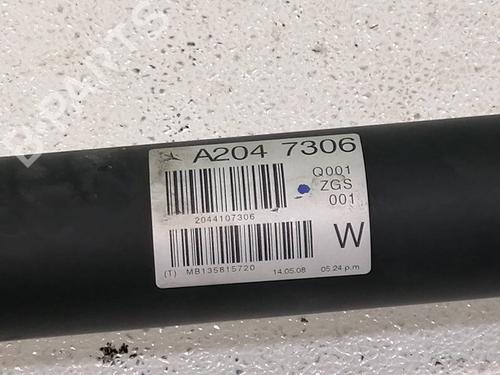 A204 7306
Q001
ZGS
001
2044107306
W
(T) MB135815720 14.05.08 05:24 p.m
B-PARTS